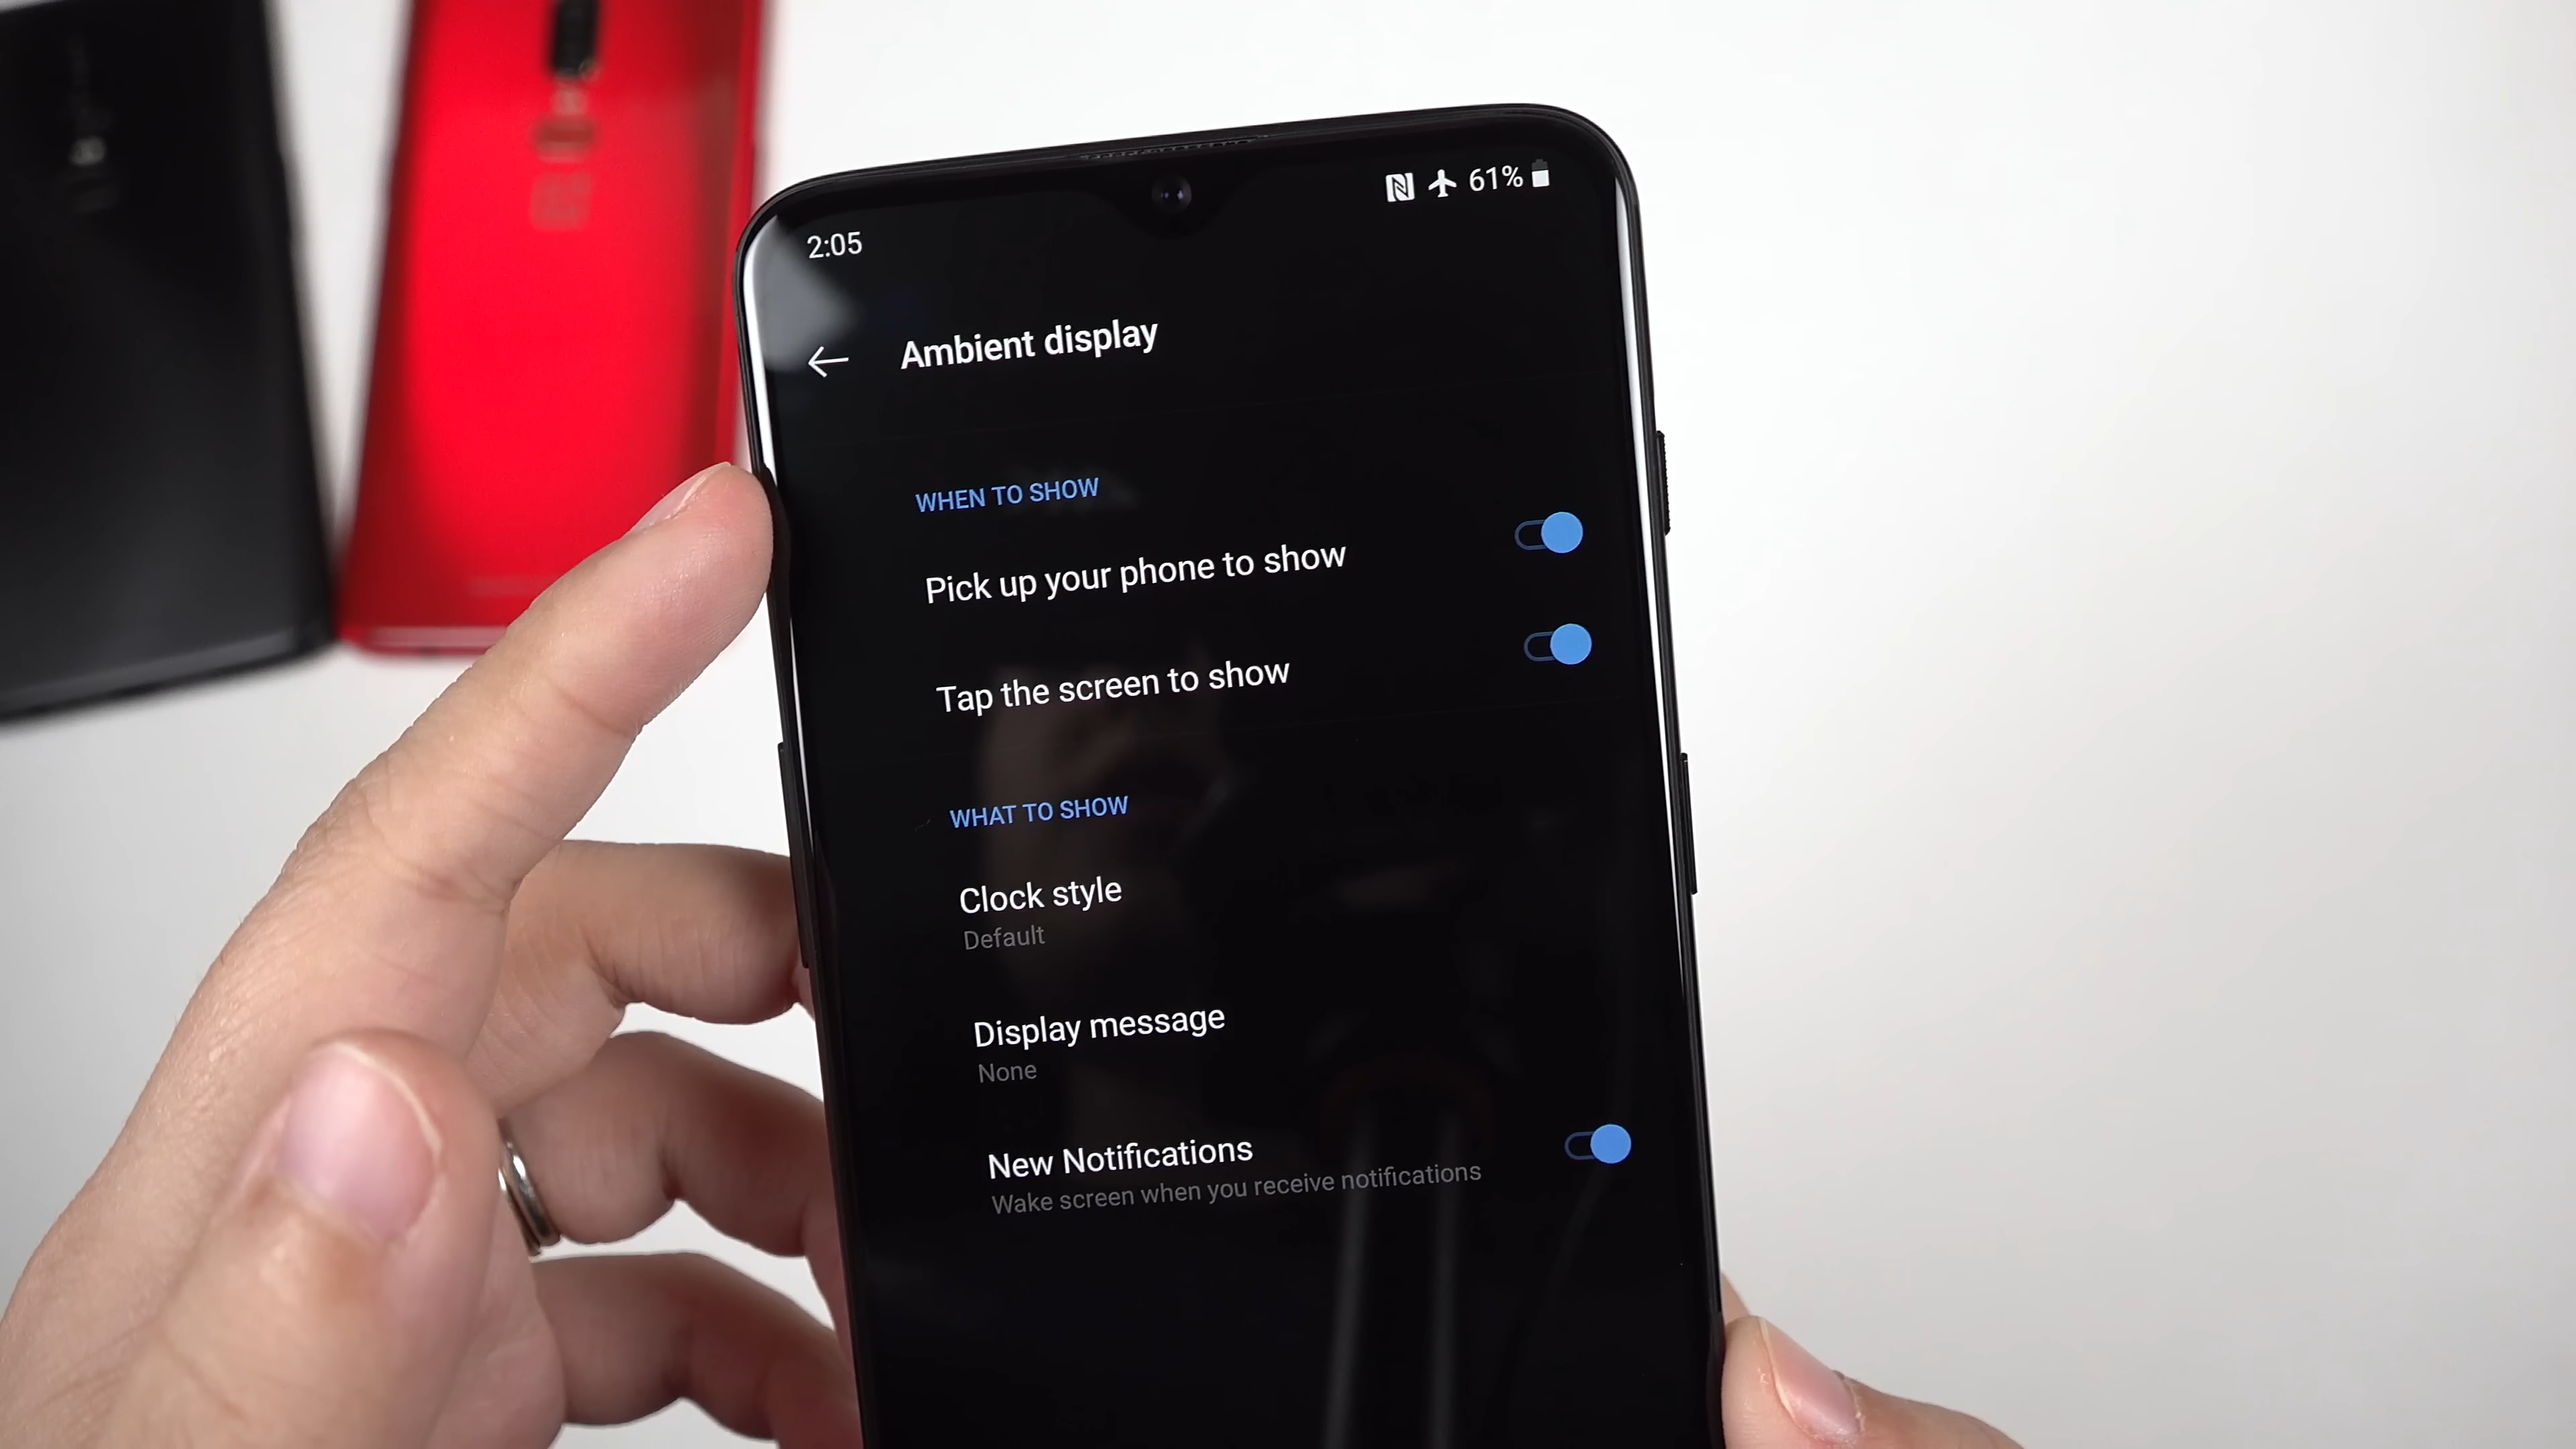 2:05
61%
Ambient display
WHEN TO SHOW
Pick up your phone to show
Tap the screen to show
WHAT TO SHOW
Clock style
Default
Display message
None
New Notifications
Wake screen when you receive notifications